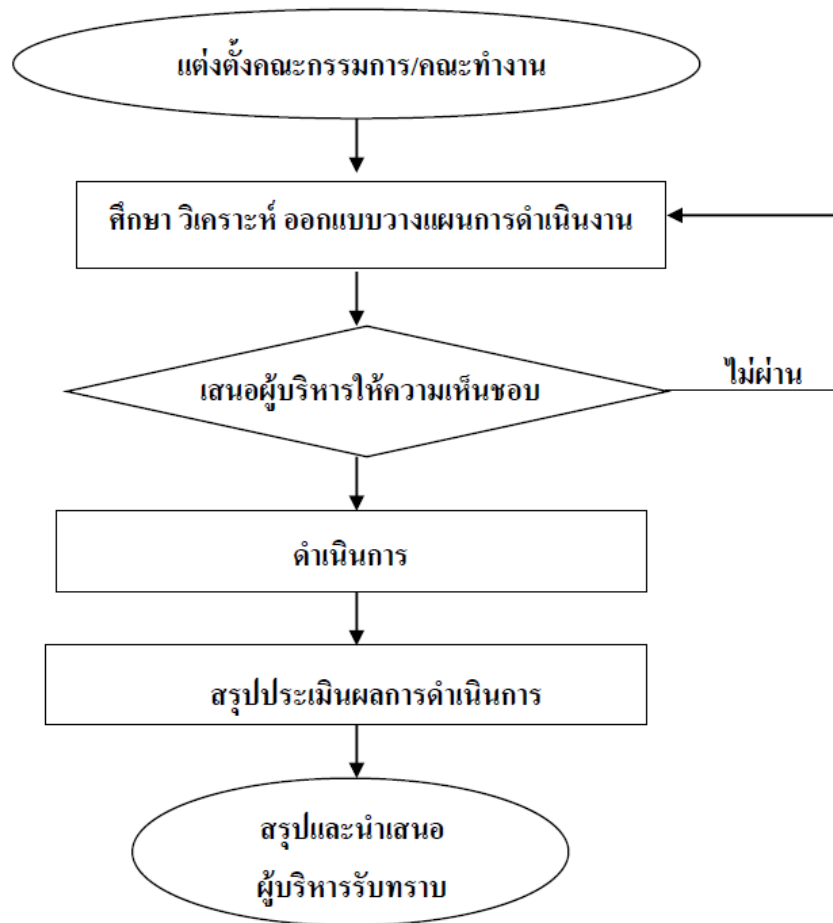 แต่งตั้งคณะกรรมการ/คณะทำงาน
ศึกษา วิเคราะห์ ออกแบบวางแผนการดำเนินงาน
เสนอผู้บริหารให้ความเห็นชอบ
ไม่ผ่าน
ดำเนินการ
สรุปประเมินผลการดำเนินการ
สรุปและนำเสนอ
ผู้บริหารรับทราบ